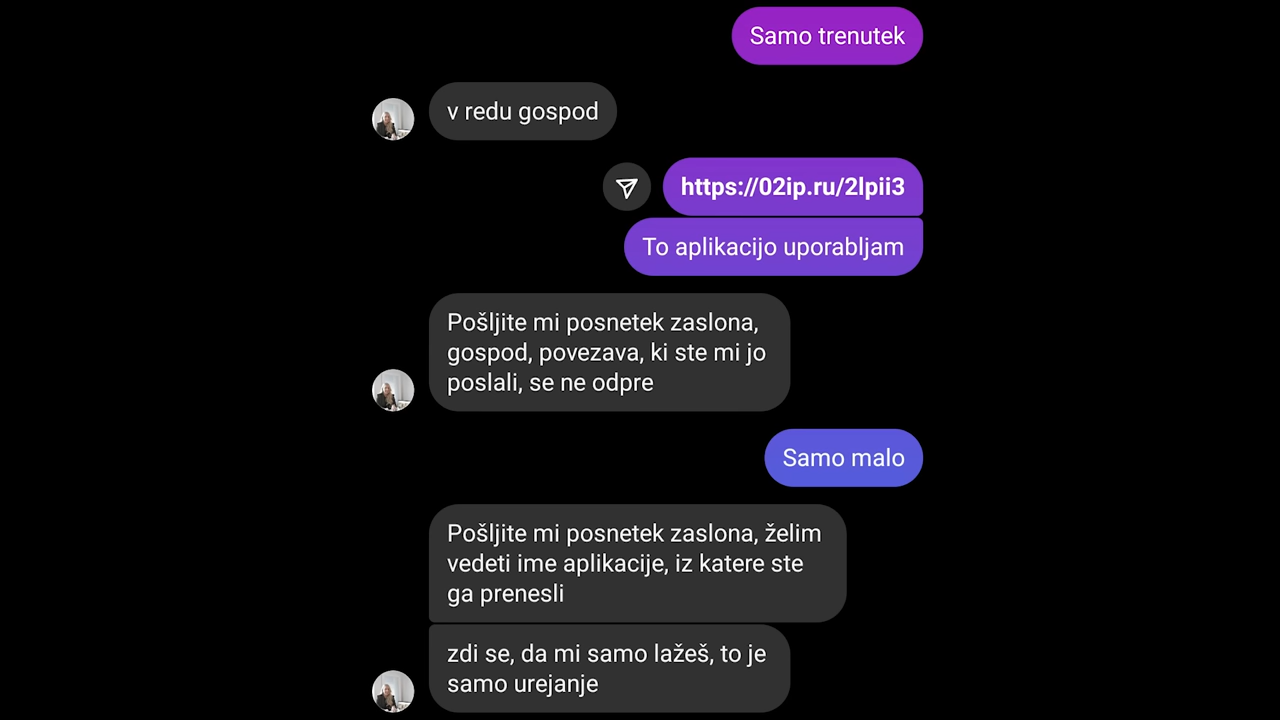 Samo trenutek
v redu gospod
https://02ip.ru/2lpii3
To aplikacijo uporabljam
Pošljite mi posnetek zaslona,
gospod, povezava, ki ste mi jo
poslali, se ne odpre
Samo malo
Pošljite mi posnetek zaslona, želim
vedeti ime aplikacije, iz katere ste
ga prenesli
zdi se, da mi samo lažeš, to je
samo urejanje